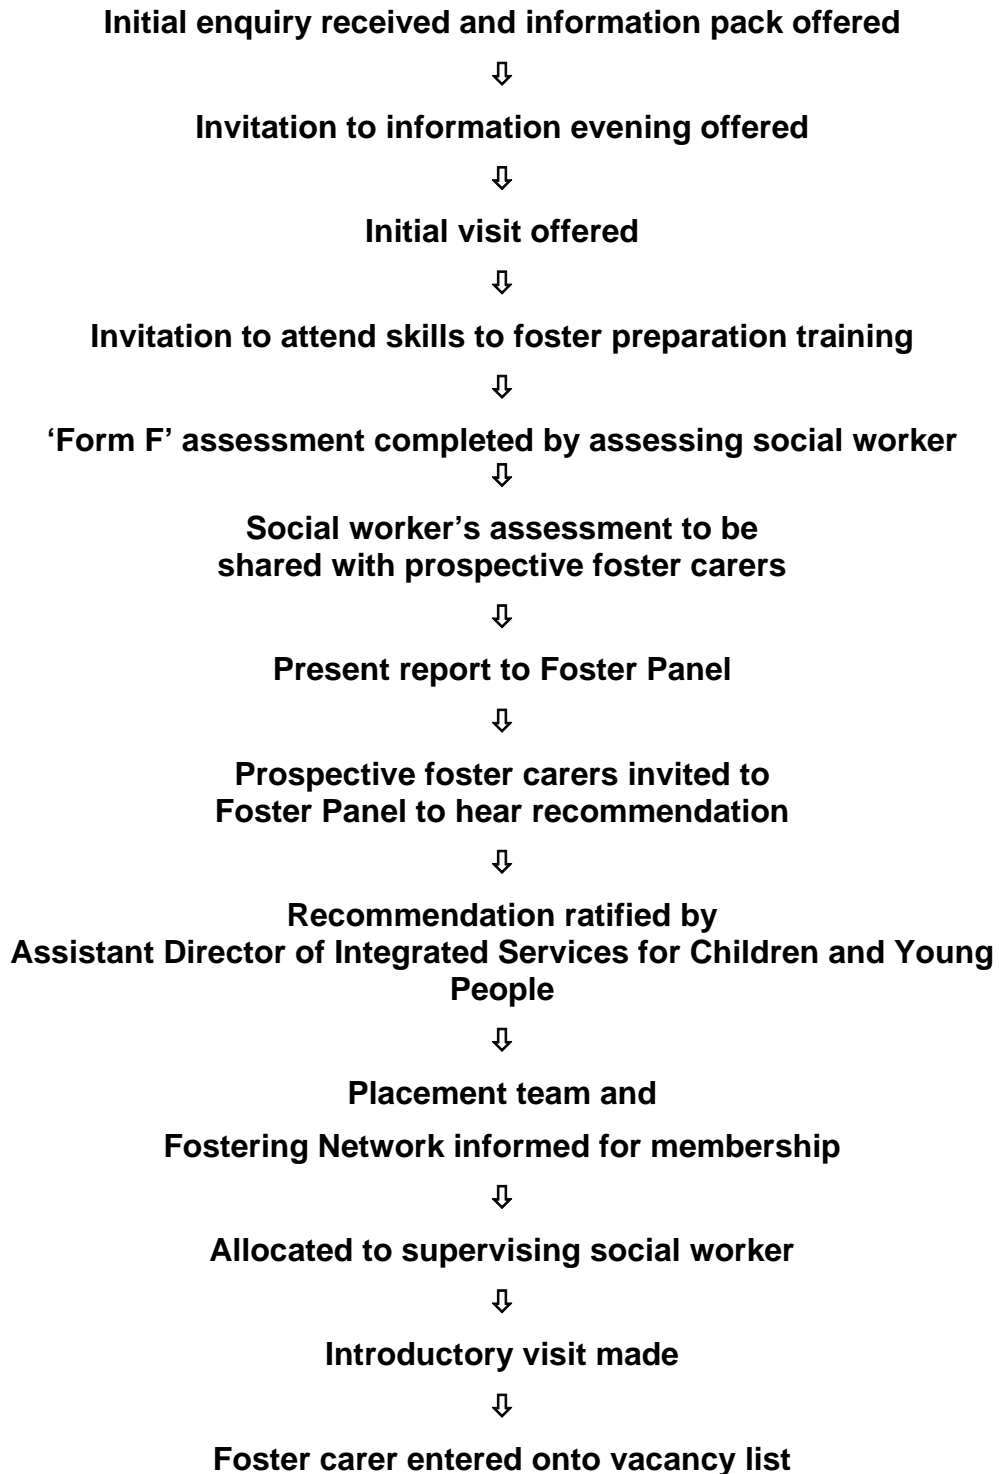 Initial enquiry received and information pack offered
⇩
Invitation to information evening offered
⇩
Initial visit offered
⇩
Invitation to attend skills to foster preparation training
⇩
‘Form F’ assessment completed by assessing social worker
⇩
Social worker’s assessment to be
shared with prospective foster carers
⇩
Present report to Foster Panel
⇩
Prospective foster carers invited to
Foster Panel to hear recommendation
⇩
Recommendation ratified by
Assistant Director of Integrated Services for Children and Young
People
⇩
Placement team and
Fostering Network informed for membership
⇩
Allocated to supervising social worker
⇩
Introductory visit made
⇩
Foster carer entered onto vacancy list